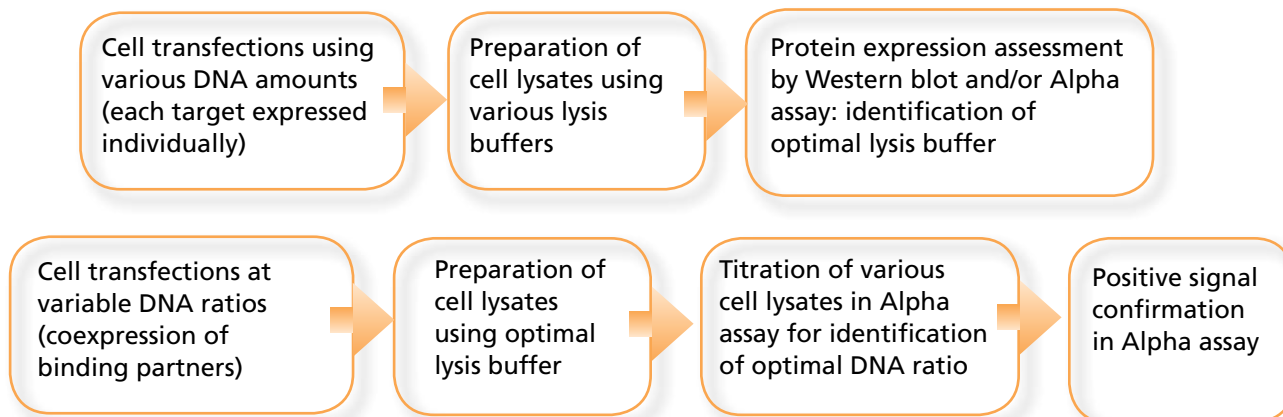 Cell transfections using
various DNA amounts
(each target expressed
individually)
Preparation of
cell lysates using
various lysis
buffers
Protein expression assessment
by Western blot and/or Alpha
assay: identification of
optimal lysis buffer
Cell transfections at
variable DNA ratios
(coexpression of
binding partners)
Preparation of
cell lysates
using optimal
lysis buffer
Titration of various
cell lysates in Alpha
assay for identification
of optimal DNA ratio
Positive signal
confirmation
in Alpha assay